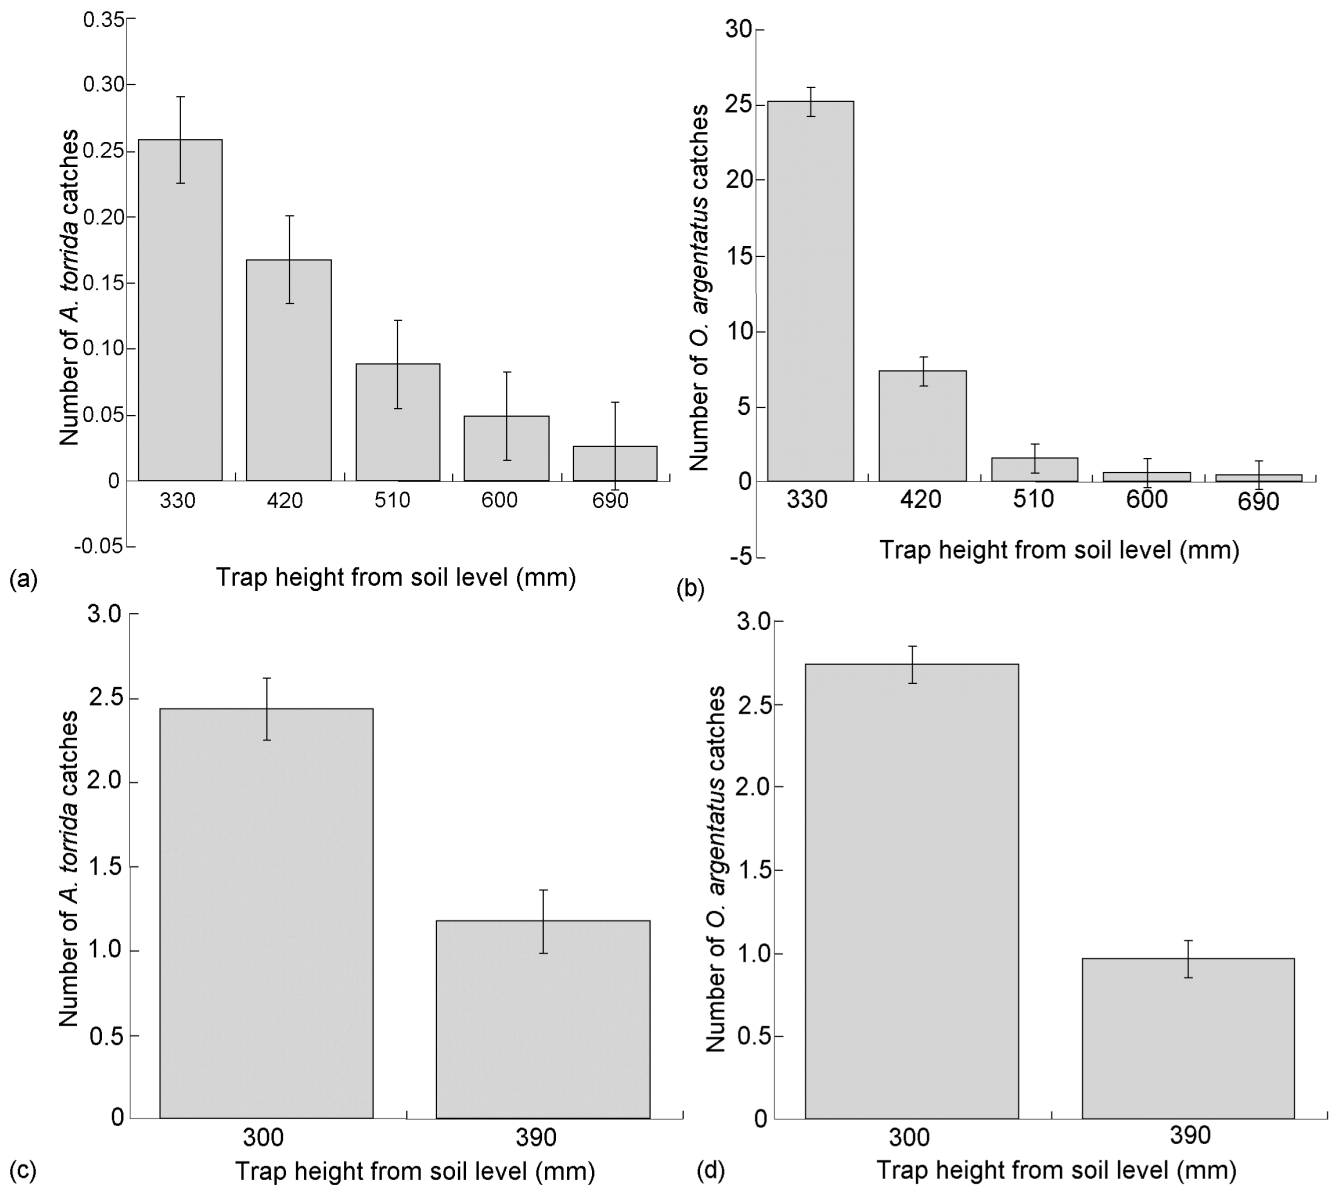 0.35
0.30
0.25
0.20
0.15
0.10
0.05
0
-0.05
Number of A. torrida catches
330 420 510 600 690
Trap height from soil level (mm)
(a)
30
25
20
15
10
5
0
-5
Number of O. argentatus catches
330 420 510 600 690
Trap height from soil level (mm)
(b)
3.0
2.5
2.0
1.5
1.0
0.5
0
Number of A. torrida catches
300 390
Trap height from soil level (mm)
(c)
3.0
2.5
2.0
1.5
1.0
0.5
0
Number of O. argentatus catches
300 390
Trap height from soil level (mm)
(d)